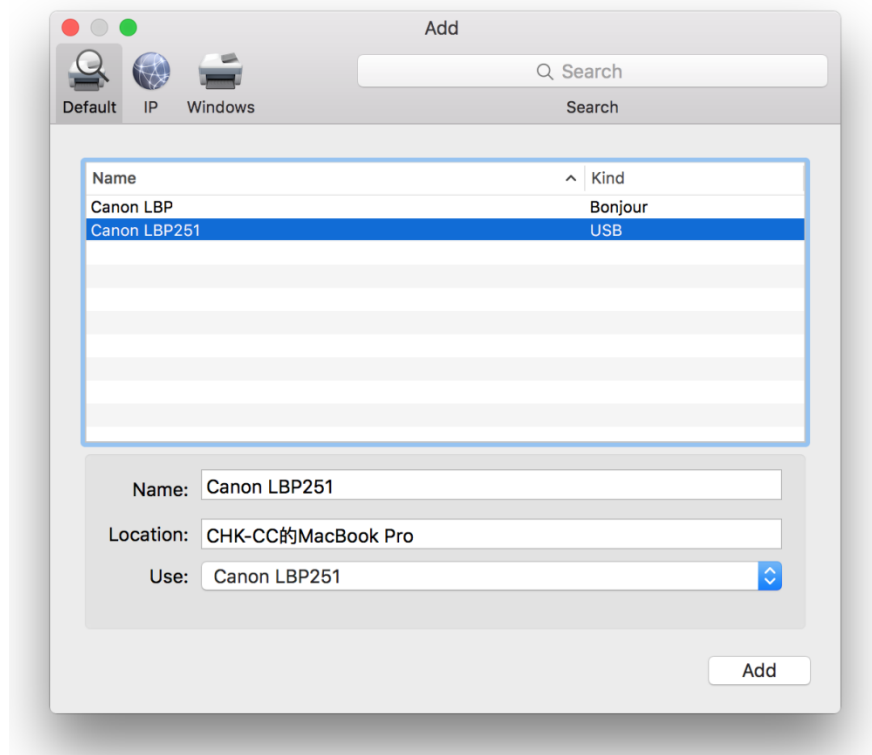 Add
Default IP Windows
Search
Search
Name Kind
Canon LBP Bonjour
Canon LBP251 USB
Name: Canon LBP251
Location: CHK-CC的MacBook Pro
Use: Canon LBP251
Add